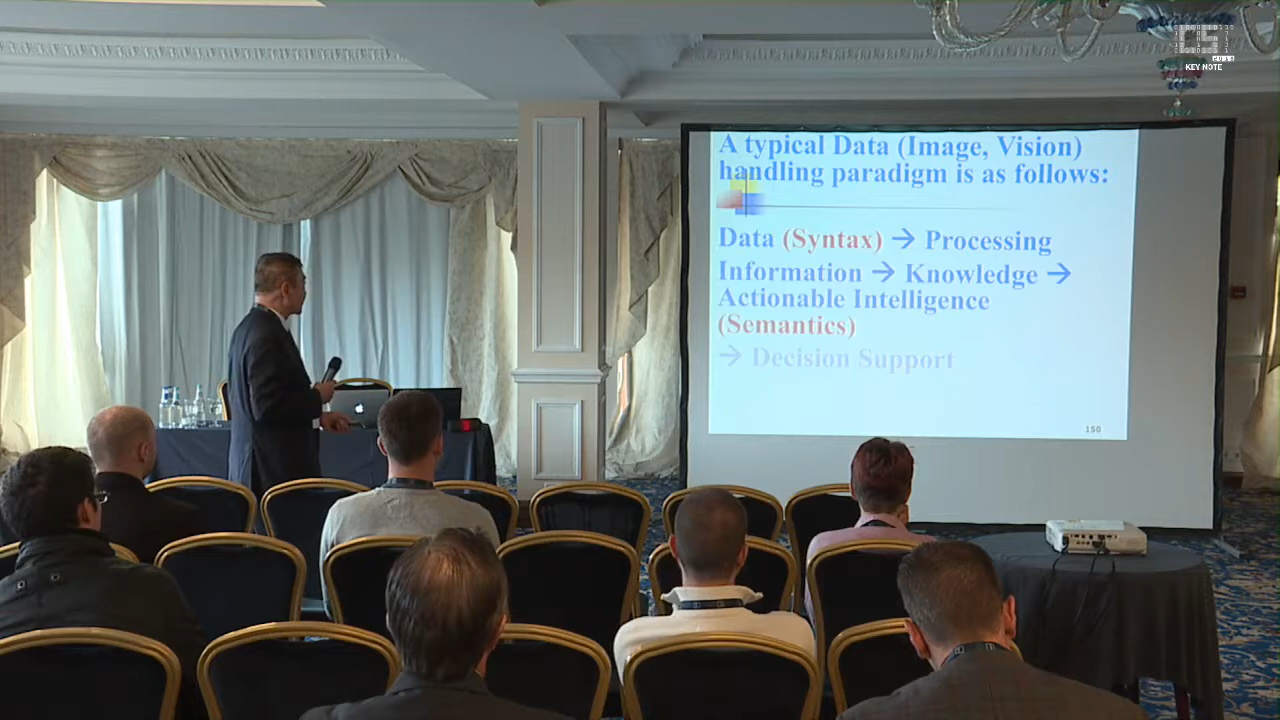 KEY NOTE
A typical Data (Image, Vision)
handling paradigm is as follows:
Data (Syntax) → Processing
Information → Knowledge →
Actionable Intelligence
(Semantics)
→ Decision Support
150